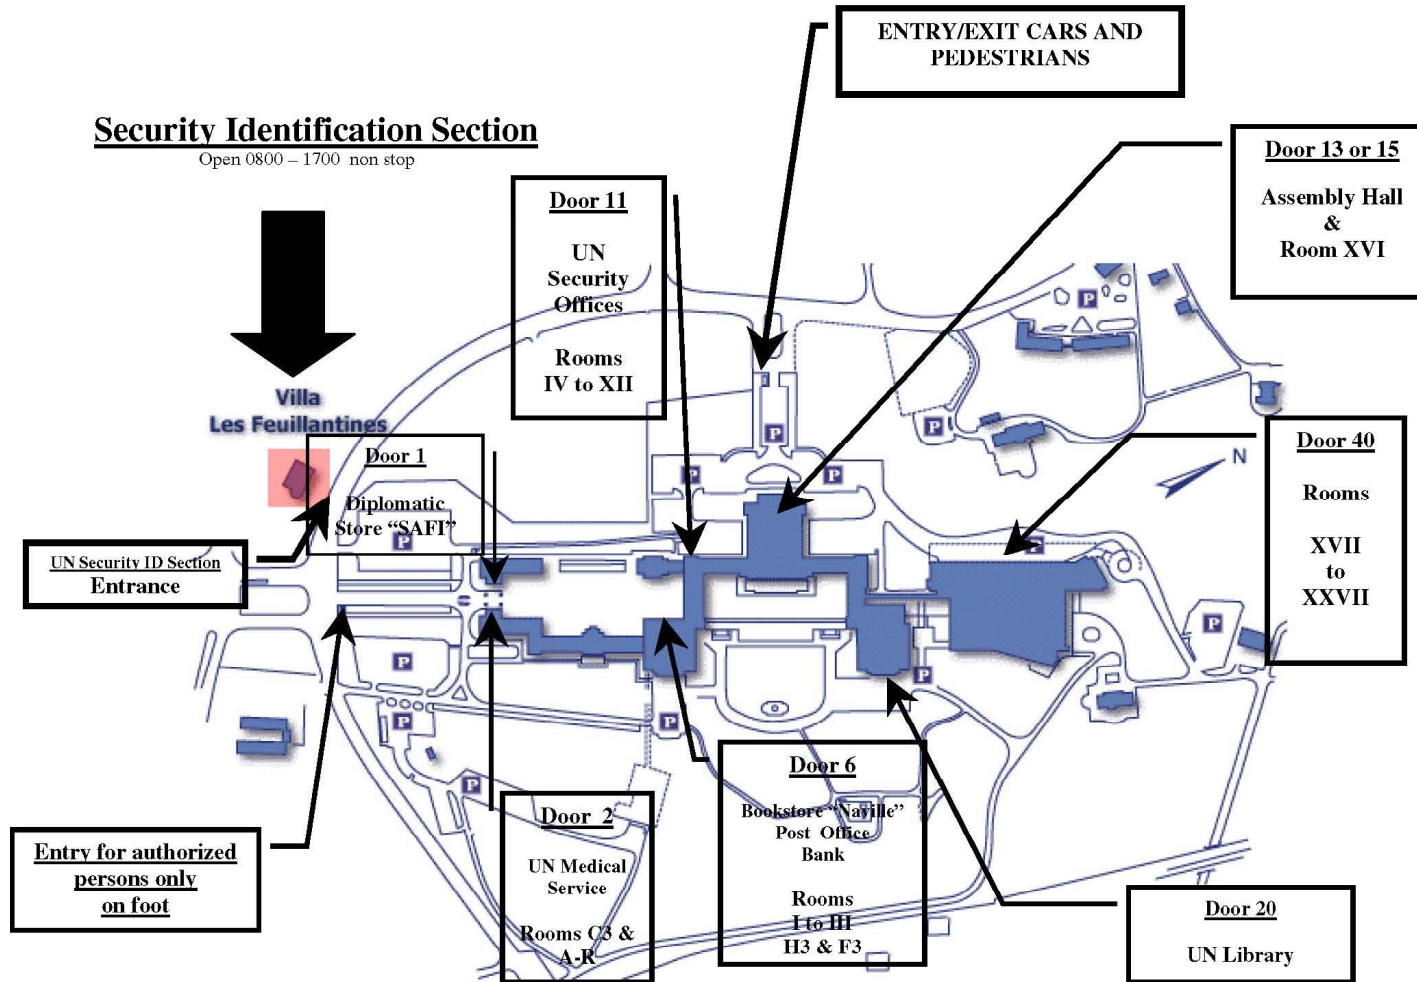 ENTRY/EXIT CARS AND
PEDESTRIANS
Security Identification Section
Open 0800 – 1700 non stop
Door 13 or 15
Assembly Hall
&
Room XVI
Door 11
UN
Security
Offices
Rooms
IV to XII
Villa
Les Feuillantines
Door 1
Diplomatic
Store “SAFI”
UN Security ID Section
Entrance
Door 40
Rooms
XVII
to
XXVII
N
P
P
P
P
P
P
P
P
P
P
P
P
P
Entry for authorized
persons only
on foot
Door 2
UN Medical
Service
Rooms C3 &
A-R
Door 6
Bookstore “Naville”
Post Office
Bank
Rooms
I to III
H3 & F3
Door 20
UN Library